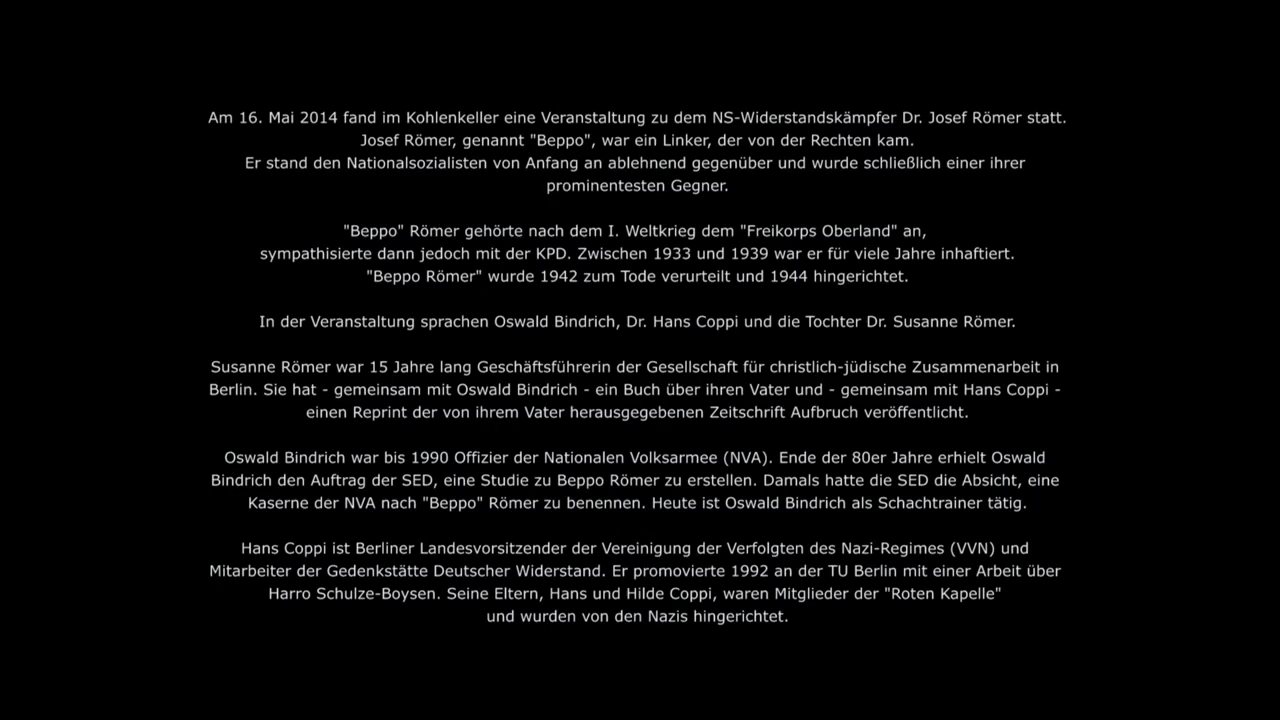 Am 16. Mai 2014 fand im Kohlenkeller eine Veranstaltung zu dem NS-Widerstandskämpfer Dr. Josef Römer statt.
Josef Römer, genannt "Beppo", war ein Linker, der von der Rechten kam.
Er stand den Nationalsozialisten von Anfang an ablehnend gegenüber und wurde schließlich einer ihrer
prominentesten Gegner.
"Beppo" Römer gehörte nach dem I. Weltkrieg dem "Freikorps Oberland" an,
sympathisierte dann jedoch mit der KPD. Zwischen 1933 und 1939 war er für viele Jahre inhaftiert.
"Beppo Römer" wurde 1942 zum Tode verurteilt und 1944 hingerichtet.
In der Veranstaltung sprachen Oswald Bindrich, Dr. Hans Coppi und die Tochter Dr. Susanne Römer.
Susanne Römer war 15 Jahre lang Geschäftsführerin der Gesellschaft für christlich-jüdische Zusammenarbeit in
Berlin. Sie hat - gemeinsam mit Oswald Bindrich - ein Buch über ihren Vater und - gemeinsam mit Hans Coppi -
einen Reprint der von ihrem Vater herausgegebenen Zeitschrift Aufbruch veröffentlicht.
Oswald Bindrich war bis 1990 Offizier der Nationalen Volksarmee (NVA). Ende der 80er Jahre erhielt Oswald
Bindrich den Auftrag der SED, eine Studie zu Beppo Römer zu erstellen. Damals hatte die SED die Absicht, eine
Kaserne der NVA nach "Beppo" Römer zu benennen. Heute ist Oswald Bindrich als Schachtrainer tätig.
Hans Coppi ist Berliner Landesvorsitzender der Vereinigung der Verfolgten des Nazi-Regimes (VVN) und
Mitarbeiter der Gedenkstätte Deutscher Widerstand. Er promovierte 1992 an der TU Berlin mit einer Arbeit über
Harro Schulze-Boysen. Seine Eltern, Hans und Hilde Coppi, waren Mitglieder der "Roten Kapelle"
und wurden von den Nazis hingerichtet.